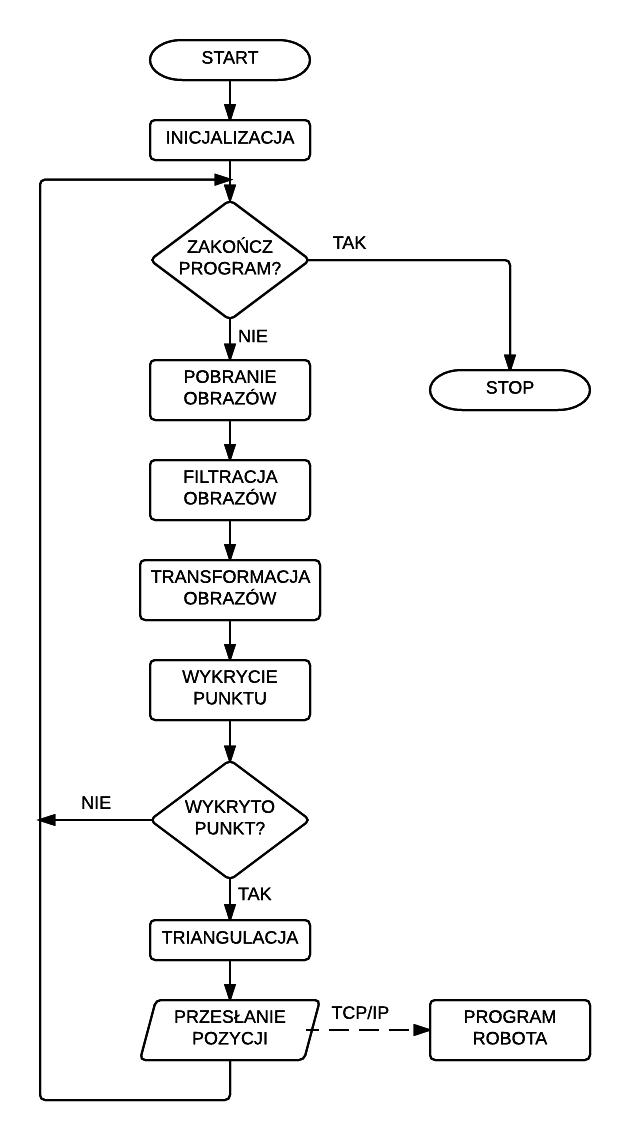 START
INICJALIZACJA
ZAKOŃCZ
PROGRAM?
TAK
NIE
POBRANIE
OBRAZÓW
STOP
FILTRACJA
OBRAZÓW
TRANSFORMACJA
OBRAZÓW
WYKRYCIE
PUNKTU
WYKRYTO
PUNKT?
NIE
TAK
TRIANGULACJA
PRZESŁANIE
POZYCJI
TCP/IP
PROGRAM
ROBOTA